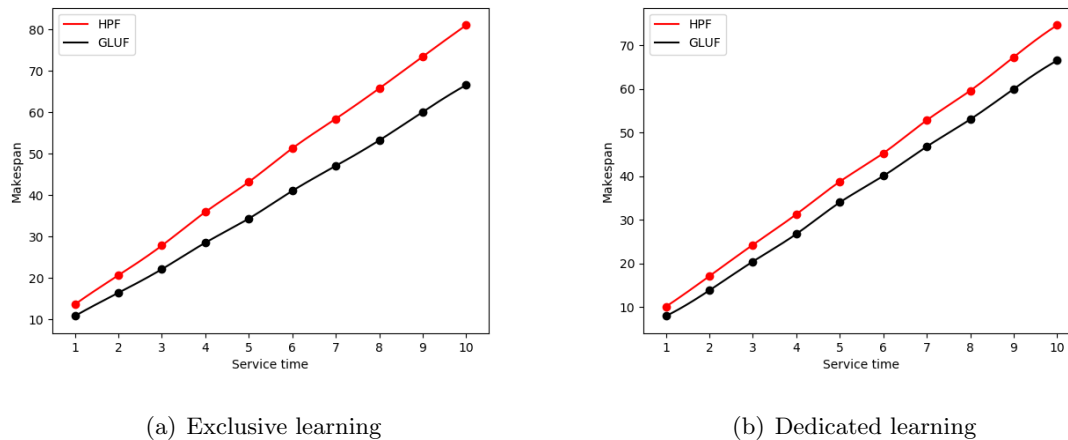 HPF
GLUF
80
70
60
50
40
30
20
10
Makespan
1 2 3 4 5 6 7 8 9 10
Service time
(a) Exclusive learning
HPF
GLUF
70
60
50
40
30
20
10
Makespan
1 2 3 4 5 6 7 8 9 10
Service time
(b) Dedicated learning